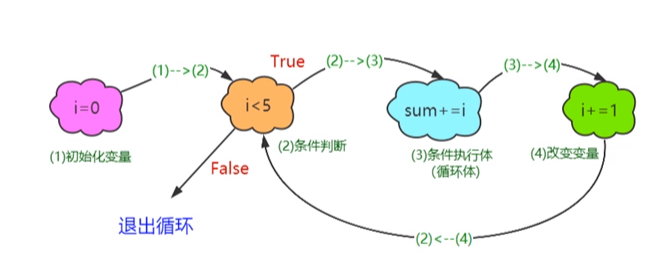 True
(1)-->(2)
(2)-->(3)
(3)-->(4)
i=0
i<5
sum+=i
i+=1
(1)初始化变量
(2)条件判断
(3)条件执行体
(循环体)
(4)改变变量
False
退出循环
(2)<--(4)